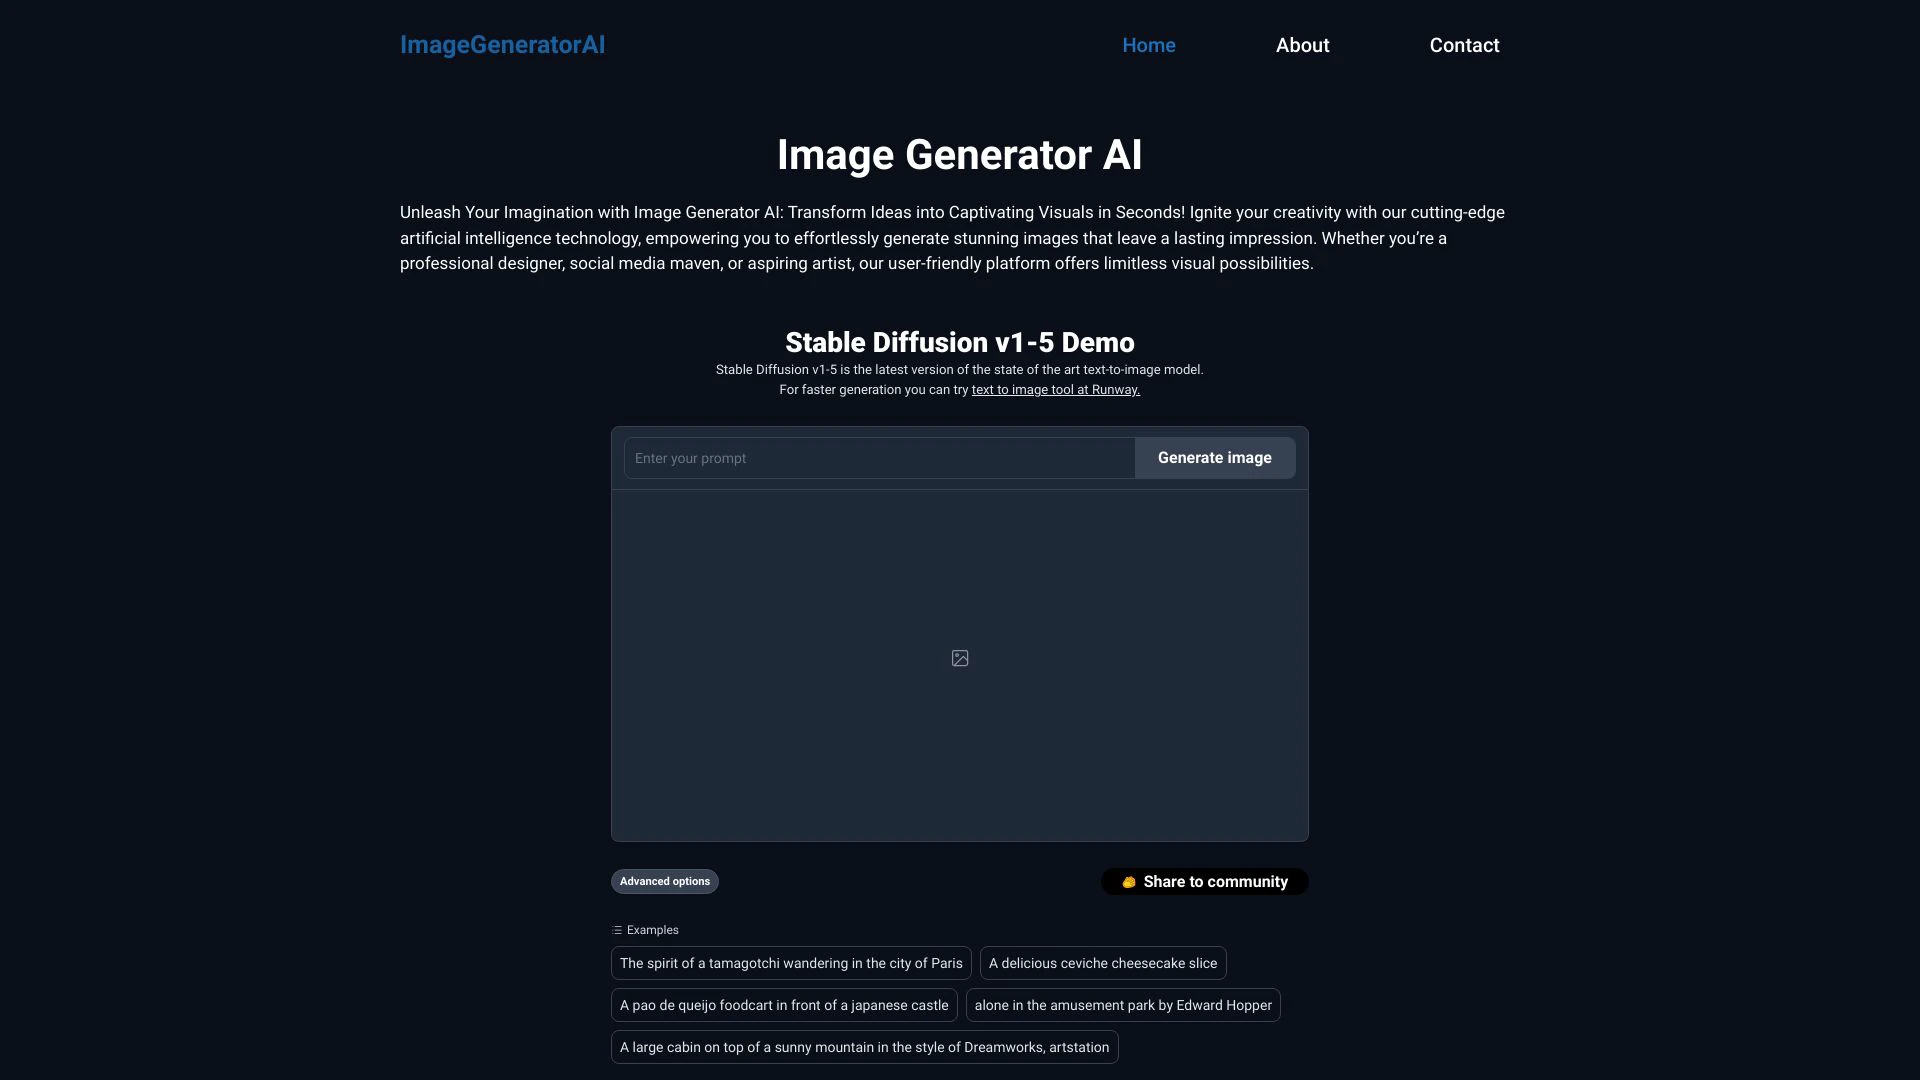 ImageGeneratorAI
Home
About
Contact
Image Generator AI
Unleash Your Imagination with Image Generator AI: Transform Ideas into Captivating Visuals in Seconds! Ignite your creativity with our cutting-edge
artificial intelligence technology, empowering you to effortlessly generate stunning images that leave a lasting impression. Whether you’re a
professional designer, social media maven, or aspiring artist, our user-friendly platform offers limitless visual possibilities.
Stable Diffusion v1-5 Demo
Stable Diffusion v1-5 is the latest version of the state of the art text-to-image model.
For faster generation you can try text to image tool at Runway.
Enter your prompt
Generate image
Advanced options
Share to community
Examples
The spirit of a tamagotchi wandering in the city of Paris
A delicious ceviche cheesecake slice
A pao de queijo foodcart in front of a japanese castle
alone in the amusement park by Edward Hopper
A large cabin on top of a sunny mountain in the style of Dreamworks, artstation